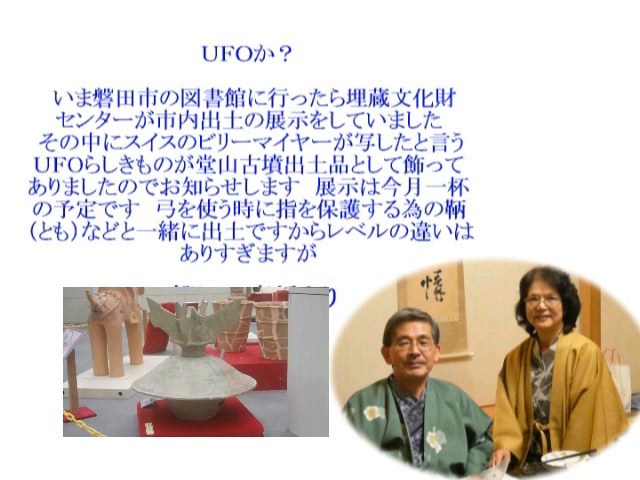 UFOか？
いま磐田市の図書館に行ったら埋蔵文化財
センターが市内出土の展示をしていました
その中にスイスのビリーマイヤーが写したと言う
UFOらしきものが堂山古墳出土品として飾って
ありましたのでお知らせします　展示は今月一杯
の予定です　弓を使う時に指を保護する為の鞆
（とも）などと一緒に出土ですからレベルの違いは
ありすぎますが